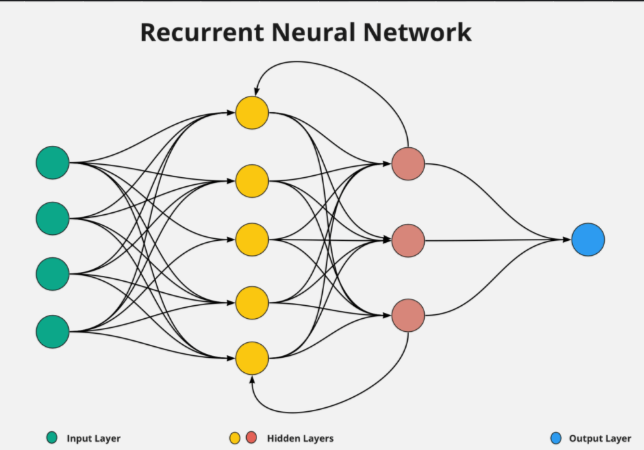 Recurrent Neural Network
Input Layer
Hidden Layers
Output Layer